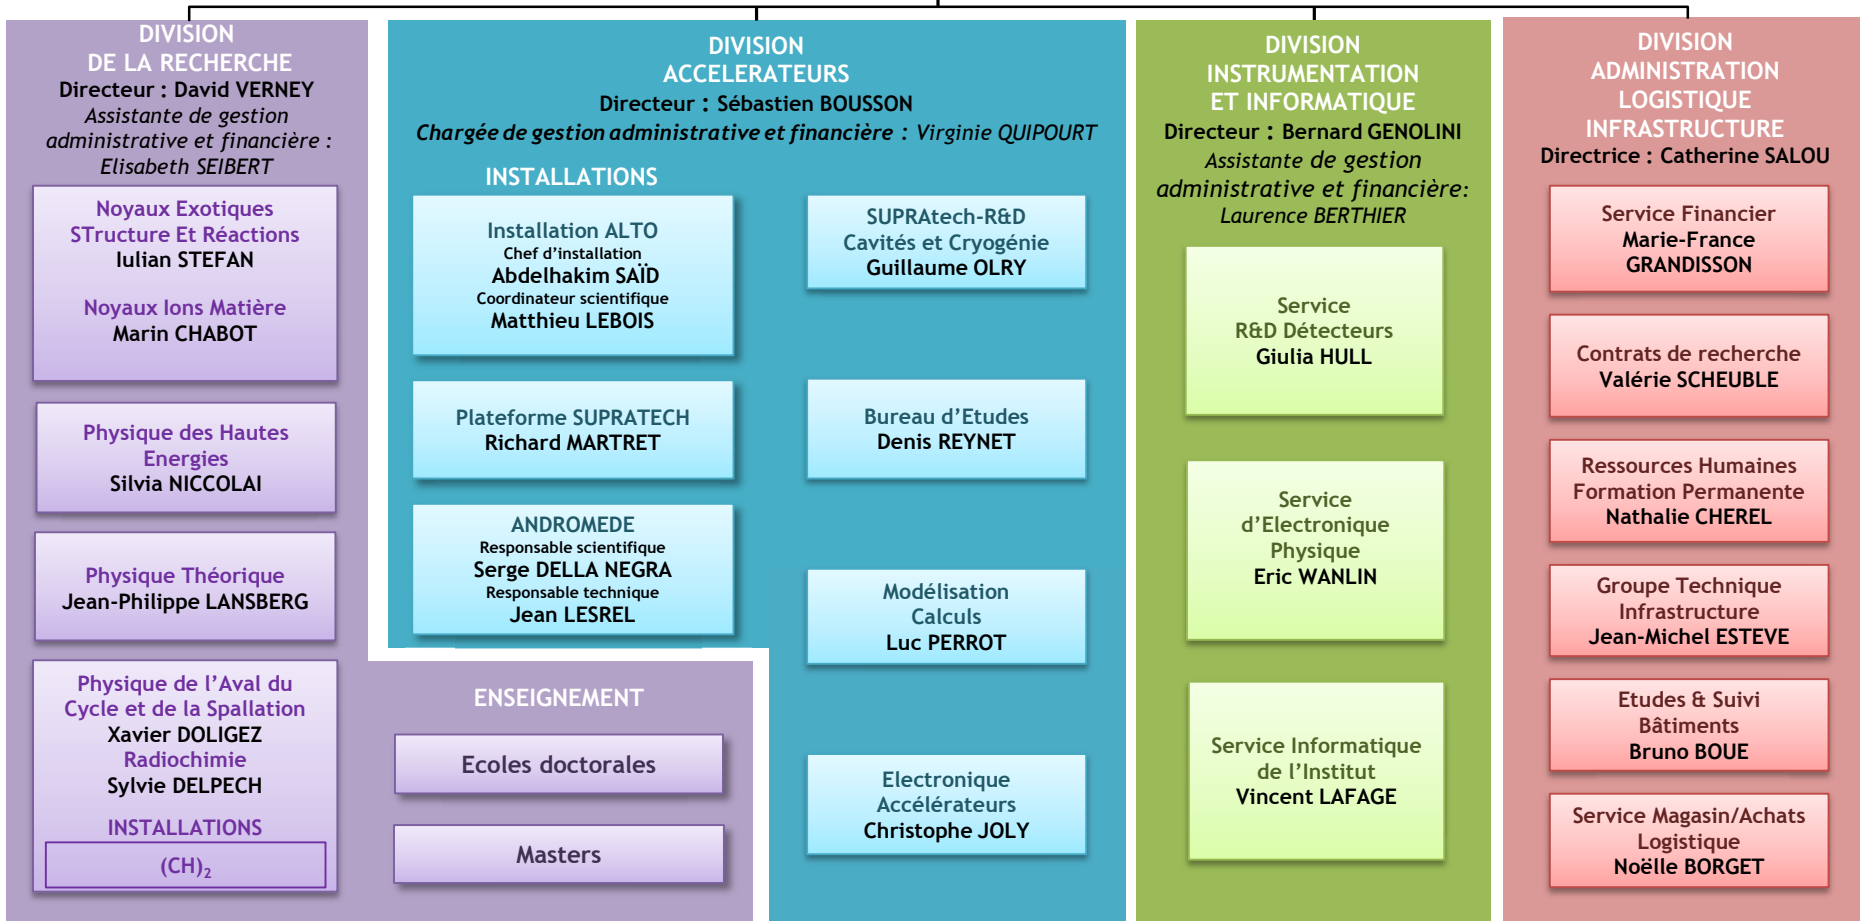 DIVISION
DE LA RECHERCHE
Directeur : David VERNEY
Assistante de gestion
administrative et financière :
Elisabeth SEIBERT
Noyaux Exotiques
STructure Et Réactions
Iulian STEFAN
Noyaux Ions Matière
Marin CHABOT
Physique des Hautes
Energies
Silvia NICCOLAI
Physique Théorique
Jean-Philippe LANSBERG
Physique de l’Aval du
Cycle et de la Spallation
Xavier DOLIGEZ
Radiochimie
Sylvie DELPECH
INSTALLATIONS
(CH)₂
ENSEIGNEMENT
Ecoles doctorales
Masters
DIVISION
ACCELERATEURS
Directeur : Sébastien BOUSSON
Chargée de gestion administrative et financière : Virginie QUIPOURT
INSTALLATIONS
Installation ALTO
Chef d’installation
Abdelhakim SAÏD
Coordinateur scientifique
Matthieu LEBOIS
Plateforme SUPRATECH
Richard MARTRET
ANDROMEDE
Responsable scientifique
Serge DELLA NEGRA
Responsable technique
Jean LESREL
SUPRAtech-R&D
Cavités et Cryogénie
Guillaume OLRY
Bureau d’Etudes
Denis REYNET
Modélisation
Calculs
Luc PERROT
Electronique
Accélérateurs
Christophe JOLY
DIVISION
INSTRUMENTATION
ET INFORMATIQUE
Directeur : Bernard GENOLINI
Assistante de gestion
administrative et financière:
Laurence BERTHIER
Service
R&D Détecteurs
Giulia HULL
Service
d’Electronique
Physique
Eric WANLIN
Service Informatique
de l’Institut
Vincent LAFAGE
DIVISION
ADMINISTRATION
LOGISTIQUE
INFRASTRUCTURE
Directrice : Catherine SALOU
Service Financier
Marie-France
GRANDISSON
Contrats de recherche
Valérie SCHEUBLE
Ressources Humaines
Formation Permanente
Nathalie CHEREL
Groupe Technique
Infrastructure
Jean-Michel ESTEVE
Etudes & Suivi
Bâtiments
Bruno BOUE
Service Magasin/Achats
Logistique
Noëlle BORGET